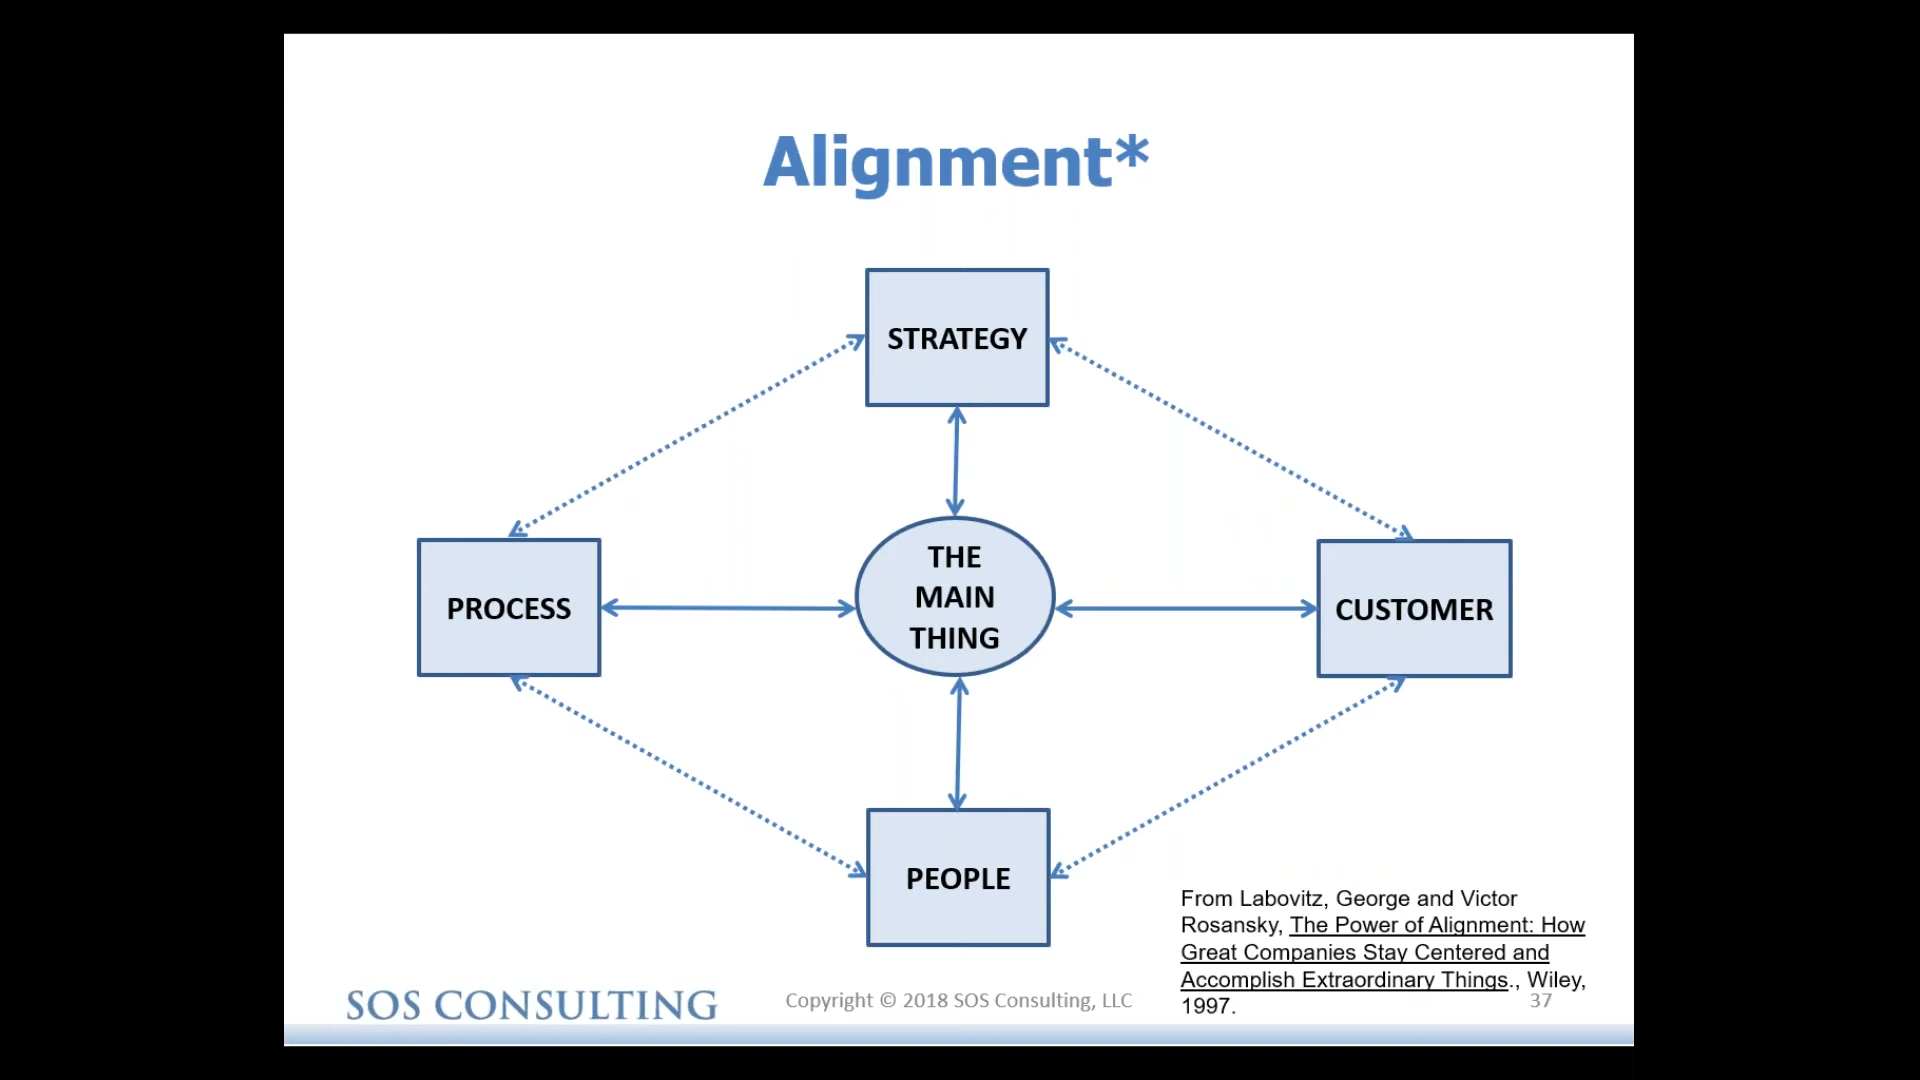 Alignment*
STRATEGY
PROCESS
THE
MAIN
THING
CUSTOMER
PEOPLE
From Labovitz, George and Victor
Rosansky, The Power of Alignment: How
Great Companies Stay Centered and
Accomplish Extraordinary Things., Wiley,
1997.
SOS CONSULTING
Copyright © 2018 SOS Consulting, LLC
37